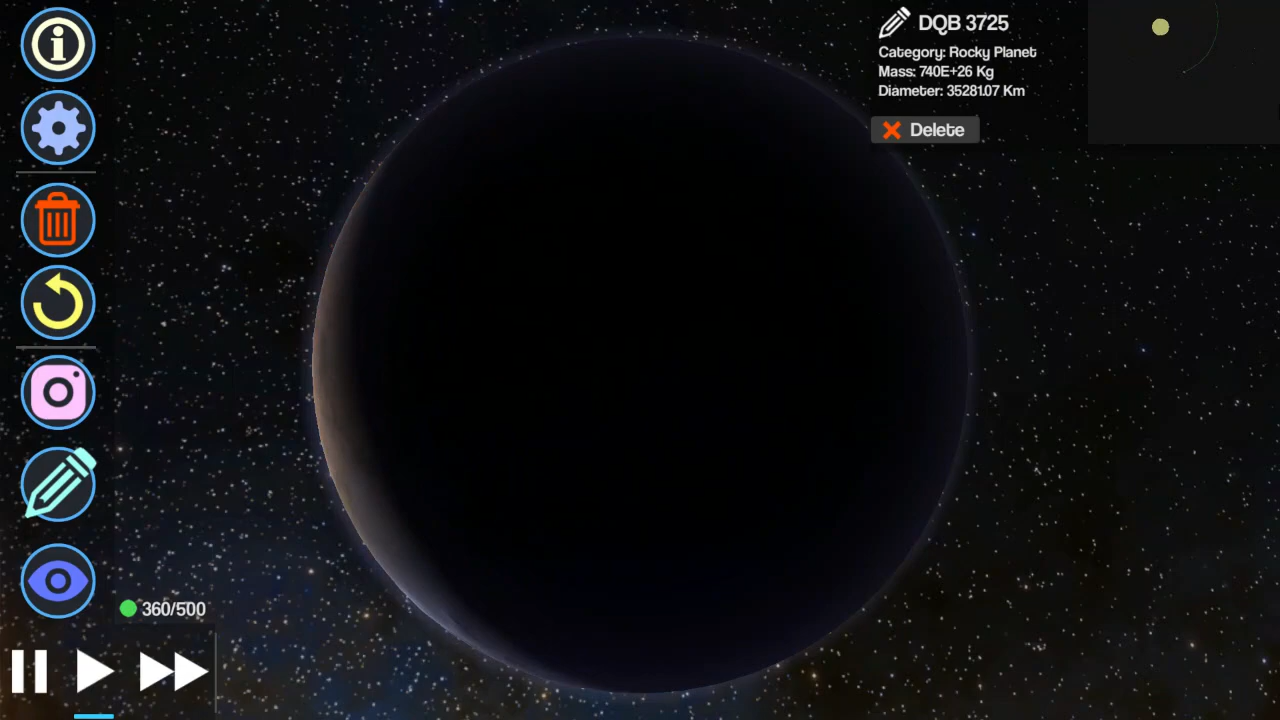 DQB 3725
Category: Rocky Planet
Mass: 740E+26 Kg
Diameter: 35281.07 Km
Delete
360/500